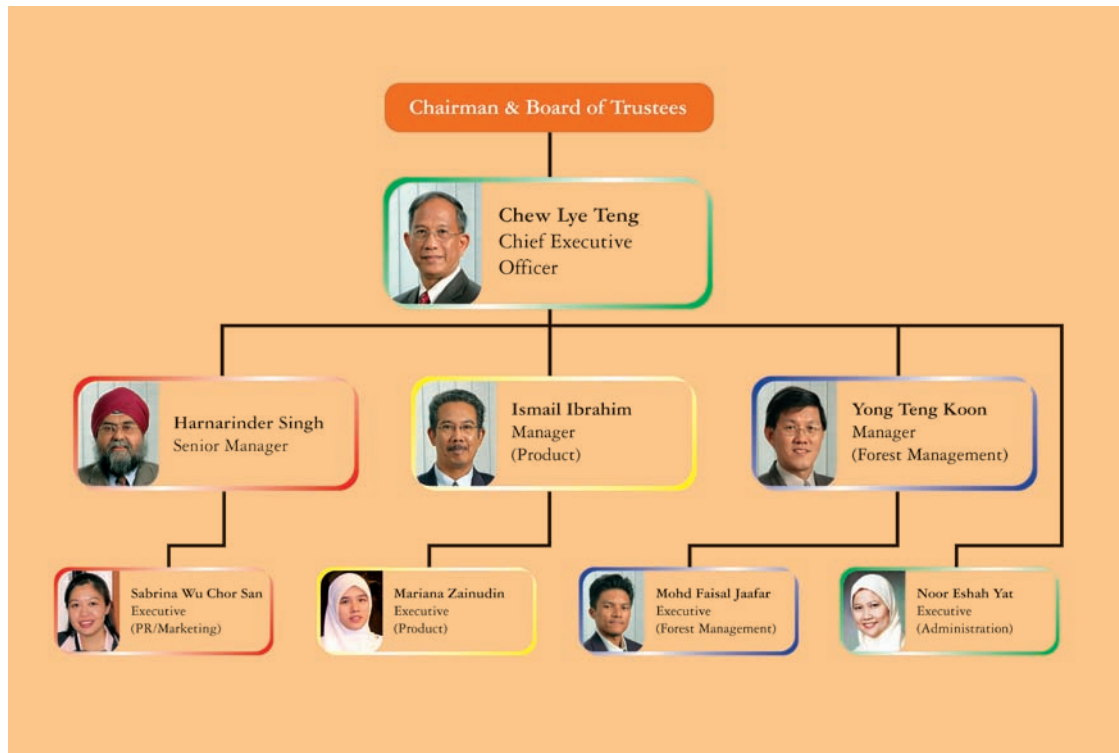 Chairman & Board of Trustees
Chew Lye Teng
Chief Executive
Officer
Harnarinder Singh
Senior Manager
Ismail Ibrahim
Manager
(Product)
Yong Teng Koon
Manager
(Forest Management)
Sabrina Wu Chor San
Executive
(PR/Marketing)
Mariana Zainudin
Executive
(Product)
Mohd Faisal Jaafar
Executive
(Forest Management)
Noor Eshah Yat
Executive
(Administration)